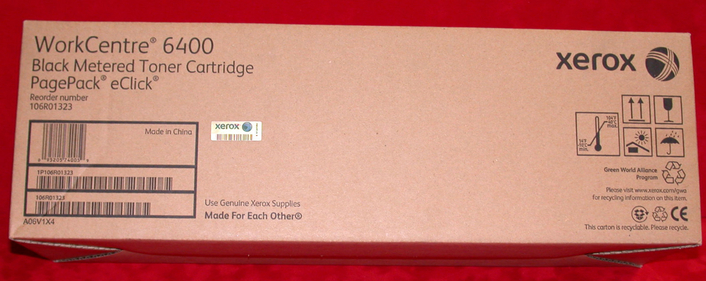 WorkCentre® 6400
Black Metered Toner Cartridge
PagePack® eClick®
Reorder number
106R01323
Made in China
1P106R01323
106R01323
A06V1X4
xerox
Use Genuine Xerox Supplies
Made For Each Other®
xerox
Green World Alliance
Program
Please visit www.xerox.com/gwa
for recycling information on this item.
CE
This carton is recyclable. Please recycle.